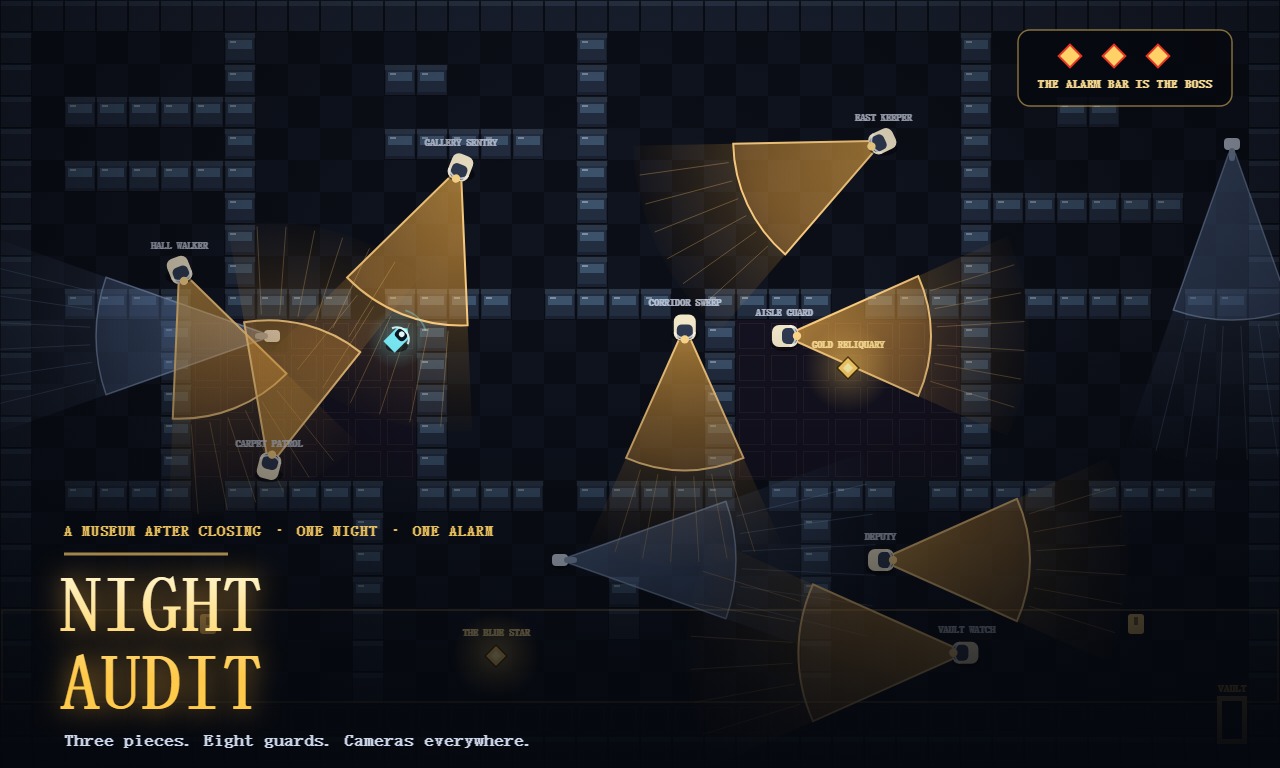 THE ALARM BAR IS THE BOSS
EAST KEEPER
GALLERY SENTRY
HALL WALKER
CORRIDOR SWEEP
AISLE GUARD
GOLD RELIQUARY
CARPET PATROL
A MUSEUM AFTER CLOSING · ONE NIGHT · ONE ALARM
DEPUTY
NIGHT
AUDIT
THE BLUE STAR
VAULT WATCH
VAULT
Three pieces. Eight guards. Cameras everywhere.